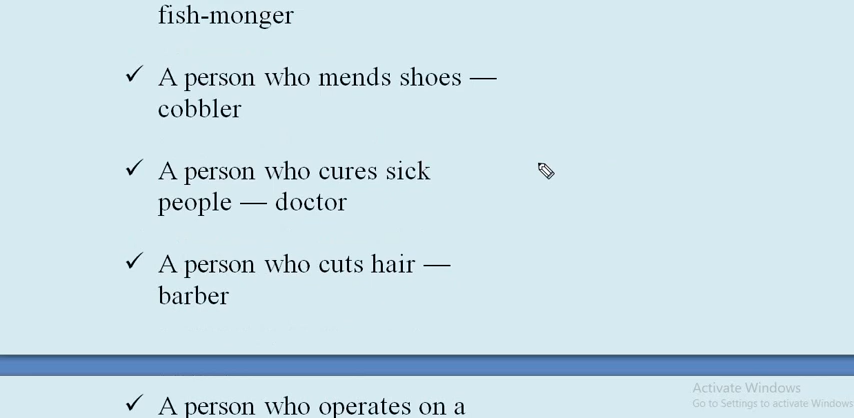 fish-monger
✓ A person who mends shoes —
cobbler
✓ A person who cures sick
people — doctor
✓ A person who cuts hair —
barber
Activate Windows
Go to Settings to activate Windows
✓ A person who operates on a